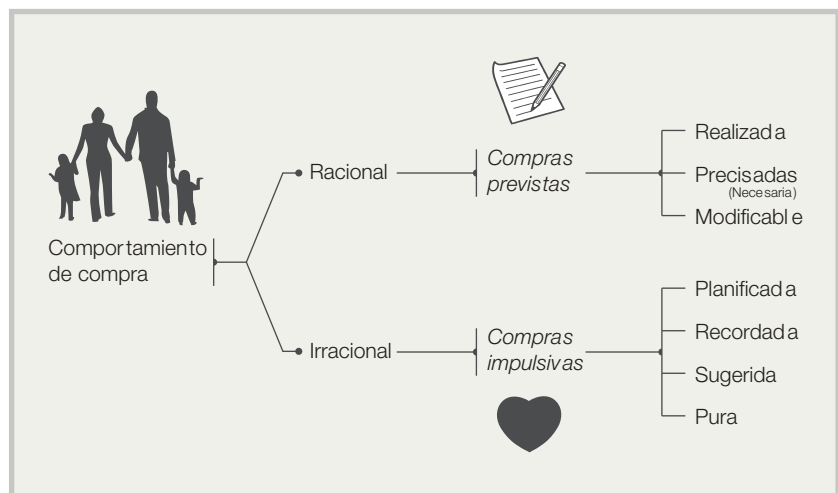 Comportamiento
de compra
Racional
Compras
previstas
Realizada
Precisadas
(Necesaria)
Modificable
Irracional
Compras
impulsivas
Planificada
Recordada
Sugerida
Pura